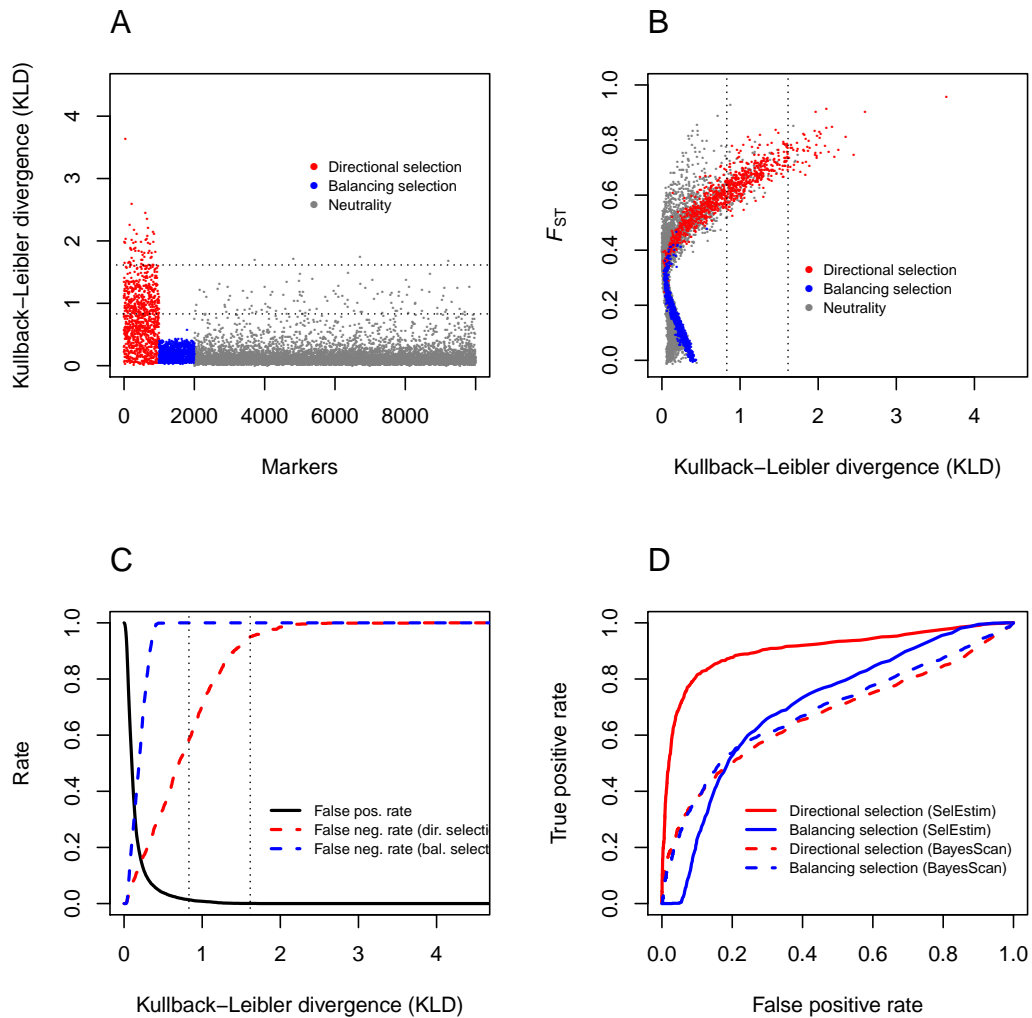 A
Kullback−Leibler divergence (KLD)
4
3
2
1
0
Directional selection
Balancing selection
Neutrality
0 2000 4000 6000 8000
Markers
B
FST
1.0
0.8
0.6
0.4
0.2
0.0
Directional selection
Balancing selection
Neutrality
0 1 2 3 4
Kullback−Leibler divergence (KLD)
C
Rate
1.0
0.8
0.6
0.4
0.2
0.0
False pos. rate
False neg. rate (dir. selecti
False neg. rate (bal. select
0 1 2 3 4
Kullback−Leibler divergence (KLD)
D
True positive rate
1.0
0.8
0.6
0.4
0.2
0.0
Directional selection (SelEstim)
Balancing selection (SelEstim)
Directional selection (BayesScan)
Balancing selection (BayesScan)
0.0 0.2 0.4 0.6 0.8 1.0
False positive rate